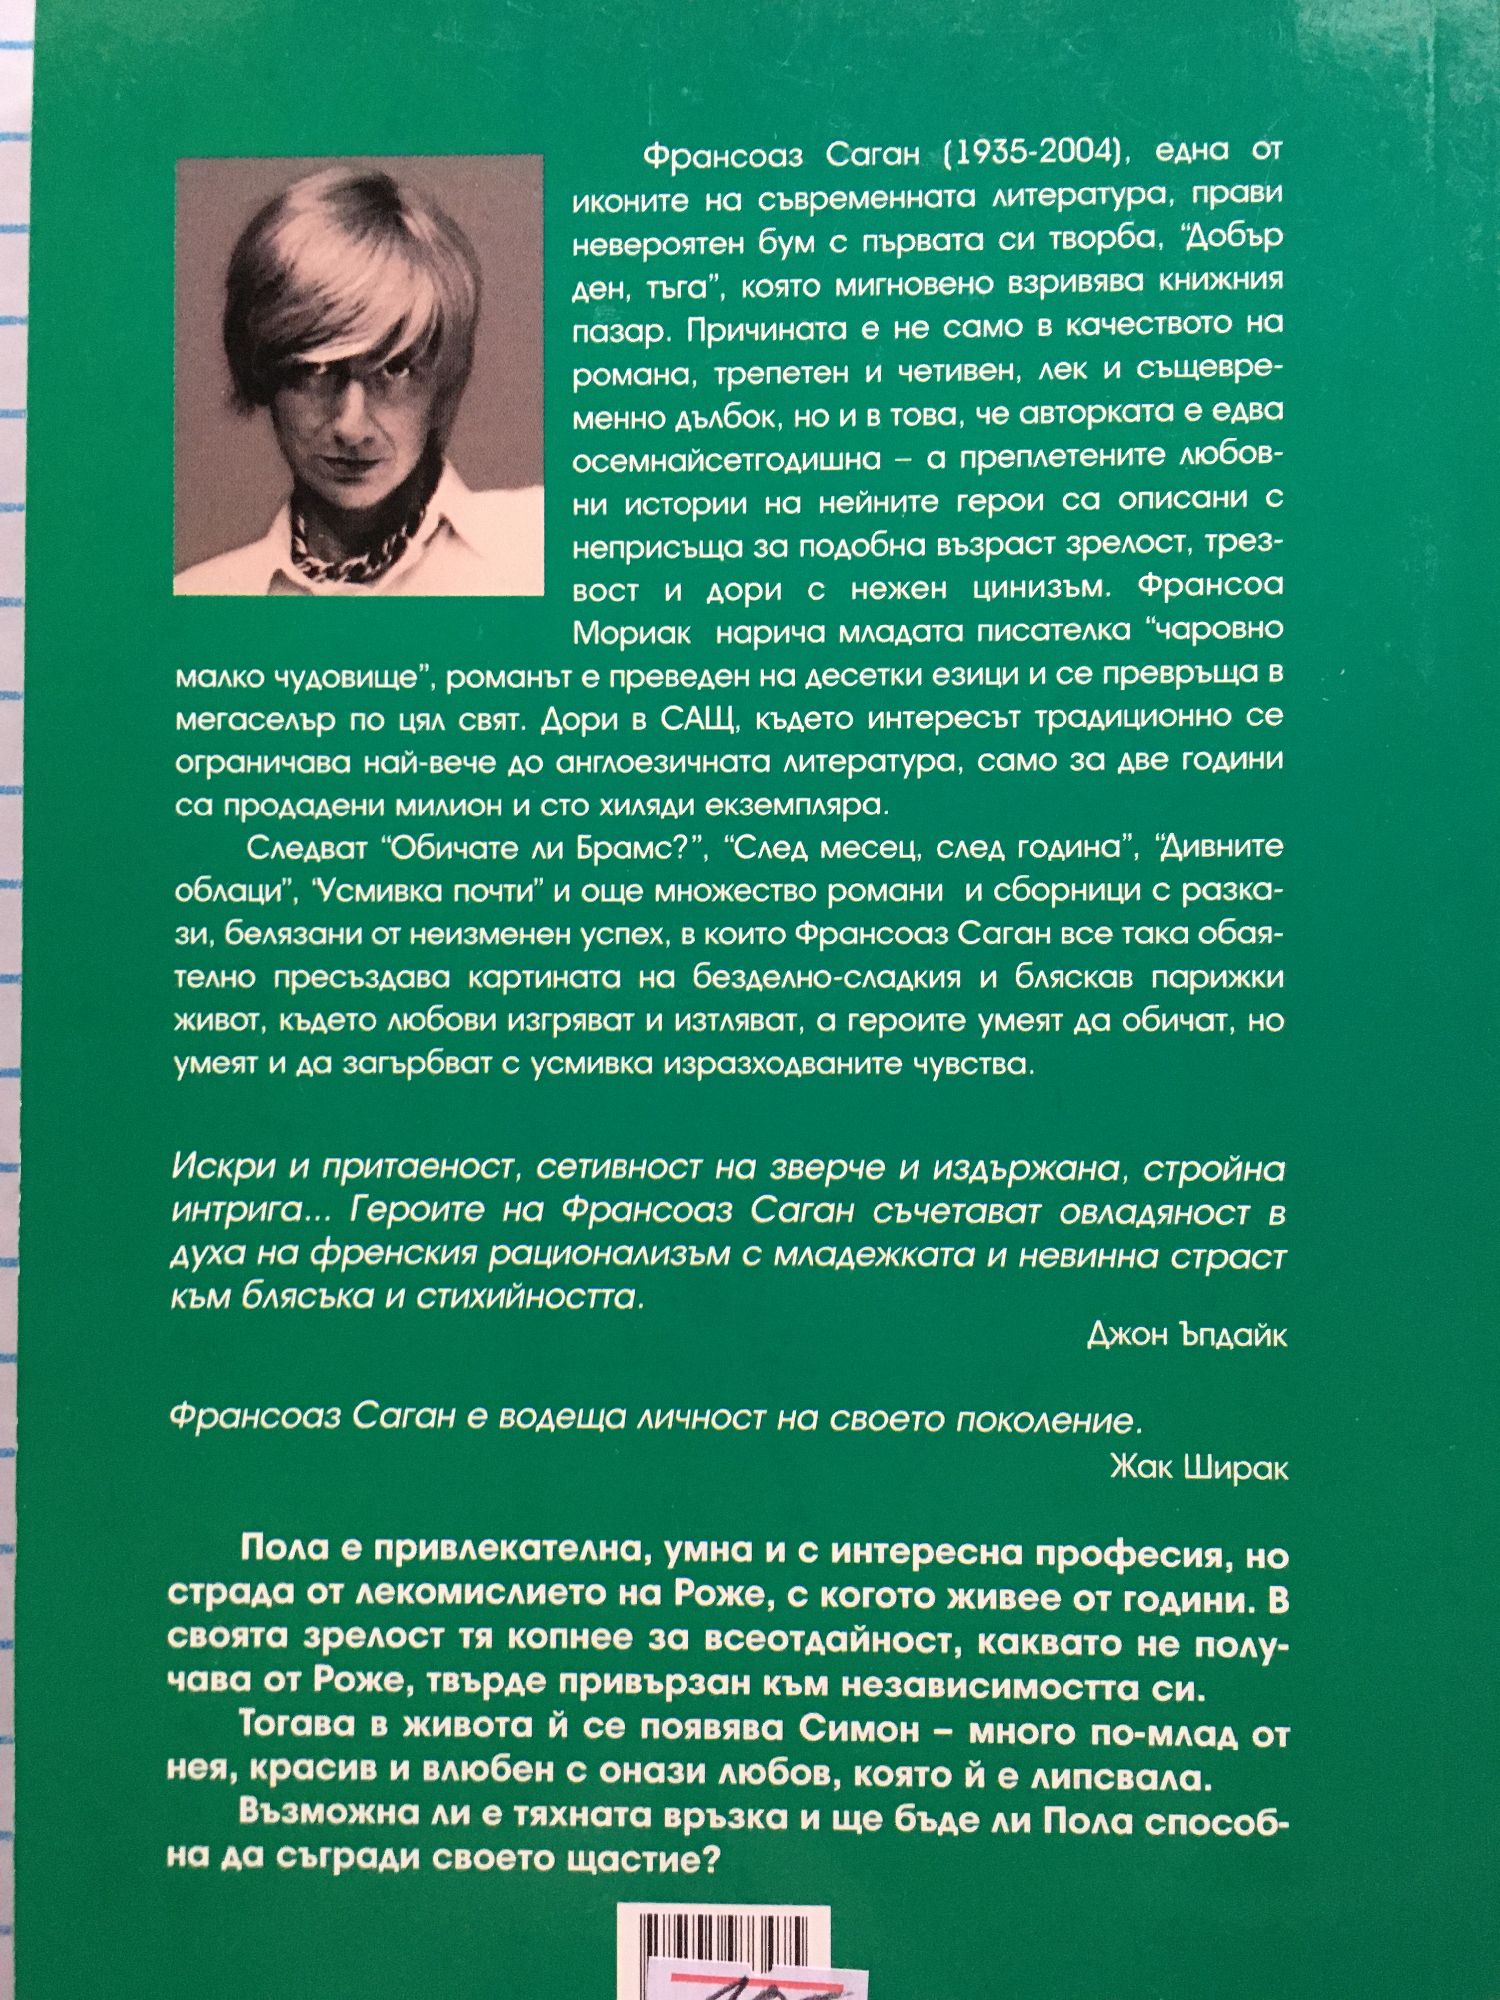 Франсоаз Саган (1935-2004), една от
иконите на съвременната литература, прави
невероятен бум с първата си творба, “Добър
ден, тъга”, която мигновено взривява книжния
пазар. Причината е не само в качеството на
романа, трепетен и четивен, лек и същевре-
менно дълбок, но и в това, че авторката е едва
осемнайсетгодишна – а преплетените любов-
ни истории на нейните герои са описани с
неприсъща за подобна възраст зрелост, трез-
вост и дори с нежен цинизъм. Франсоа
Мориак нарича младата писателка “чаровно
малко чудовище”, романът е преведен на десетки езици и се превръща в
мегаселър по цял свят. Дори в САЩ, където интересът традиционно се
ограничава най-вече до англоезичната литература, само за две години
са продадени милион и сто хиляди екземпляра.
Следват “Обичате ли Брамс?”, “След месец, след година”, “Дивните
облаци”, “Усмивка почти” и още множество романи и сборници с разка-
зи, белязани от неизменен успех, в които Франсоаз Саган все така обая-
телно пресъздава картината на безделно-сладкия и бляскав парижки
живот, където любови изгряват и изтляват, а героите умеят да обичат, но
умеят и да загърбват с усмивка изразходваните чувства.
Искри и притаеност, сетивност на зверче и издържана, стройна
интрига... Героите на Франсоаз Саган съчетават овладяност в
духа на френския рационализъм с младежката и невинна страст
към блясъка и стихийността.
Джон Ъпдайк
Франсоаз Саган е водеща личност на своето поколение.
Жак Ширак
Пола е привлекателна, умна и с интересна професия, но
страда от лекомислието на Роже, с когото живее от години. В
своята зрелост тя копнее за всеотдайност, каквато не полу-
чава от Роже, твърде привързан към независимостта си.
Тогава в живота й се появява Симон – много по-млад от
нея, красив и влюбен с онази любов, която й е липсвала.
Възможна ли е тяхната връзка и ще бъде ли Пола способ-
на да съгради своето щастие?